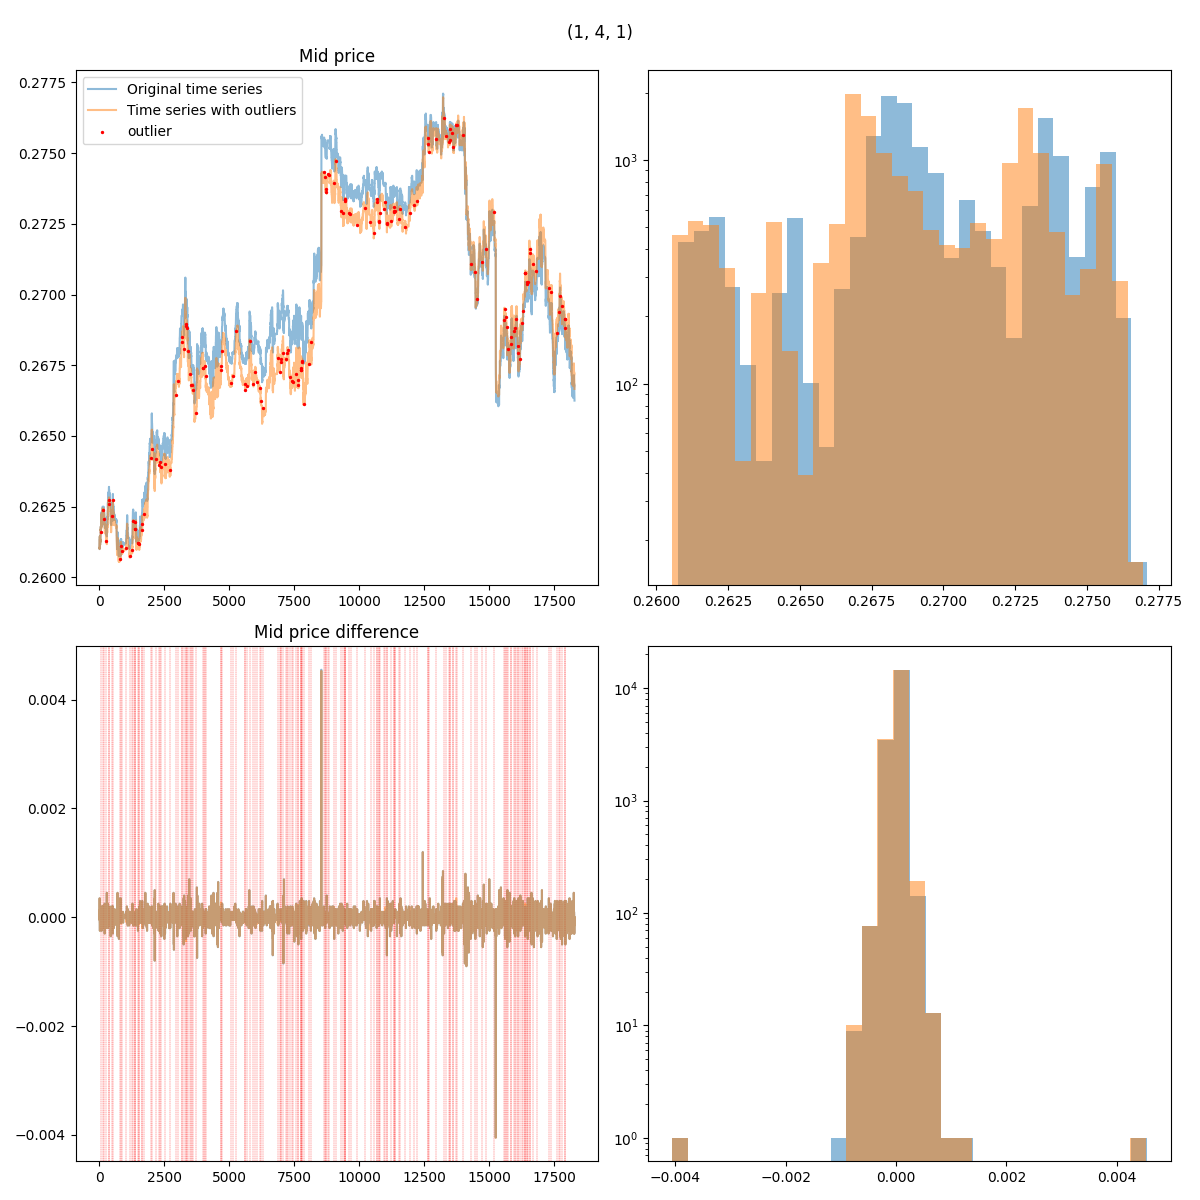 (1, 4, 1)
Mid price
Original time series
Time series with outliers
outlier
0.2775
0.2750
0.2725
0.2700
0.2675
0.2650
0.2625
0.2600
0 2500 5000 7500 10000 12500 15000 17500
10³
10²
0.2600 0.2625 0.2650 0.2675 0.2700 0.2725 0.2750 0.2775
Mid price difference
0.004
0.002
0.000
−0.002
−0.004
0 2500 5000 7500 10000 12500 15000 17500
10⁴
10³
10²
10¹
10⁰
−0.004 −0.002 0.000 0.002 0.004